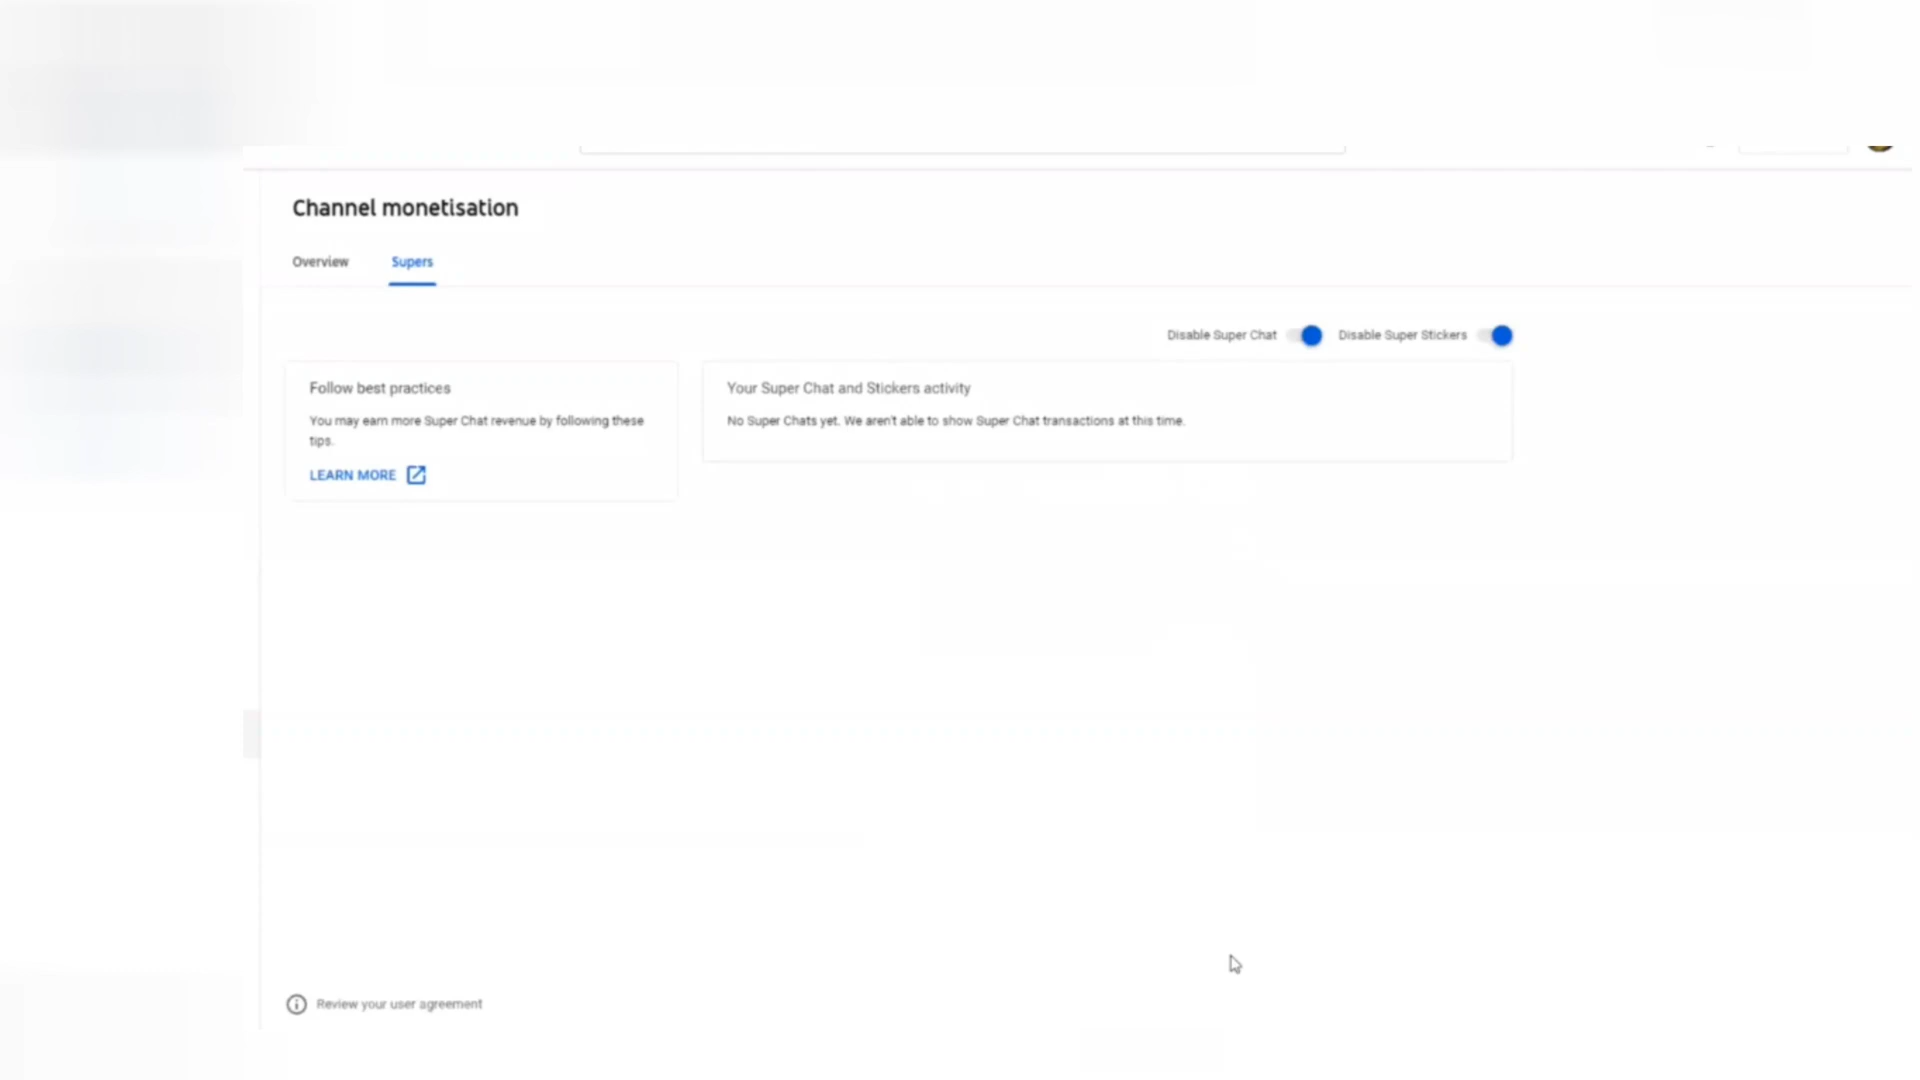 Channel monetisation
Overview
Supers
Disable Super Chat
Disable Super Stickers
Follow best practices
You may earn more Super Chat revenue by following these
tips.
LEARN MORE
Your Super Chat and Stickers activity
No Super Chats yet. We aren't able to show Super Chat transactions at this time.
Review your user agreement